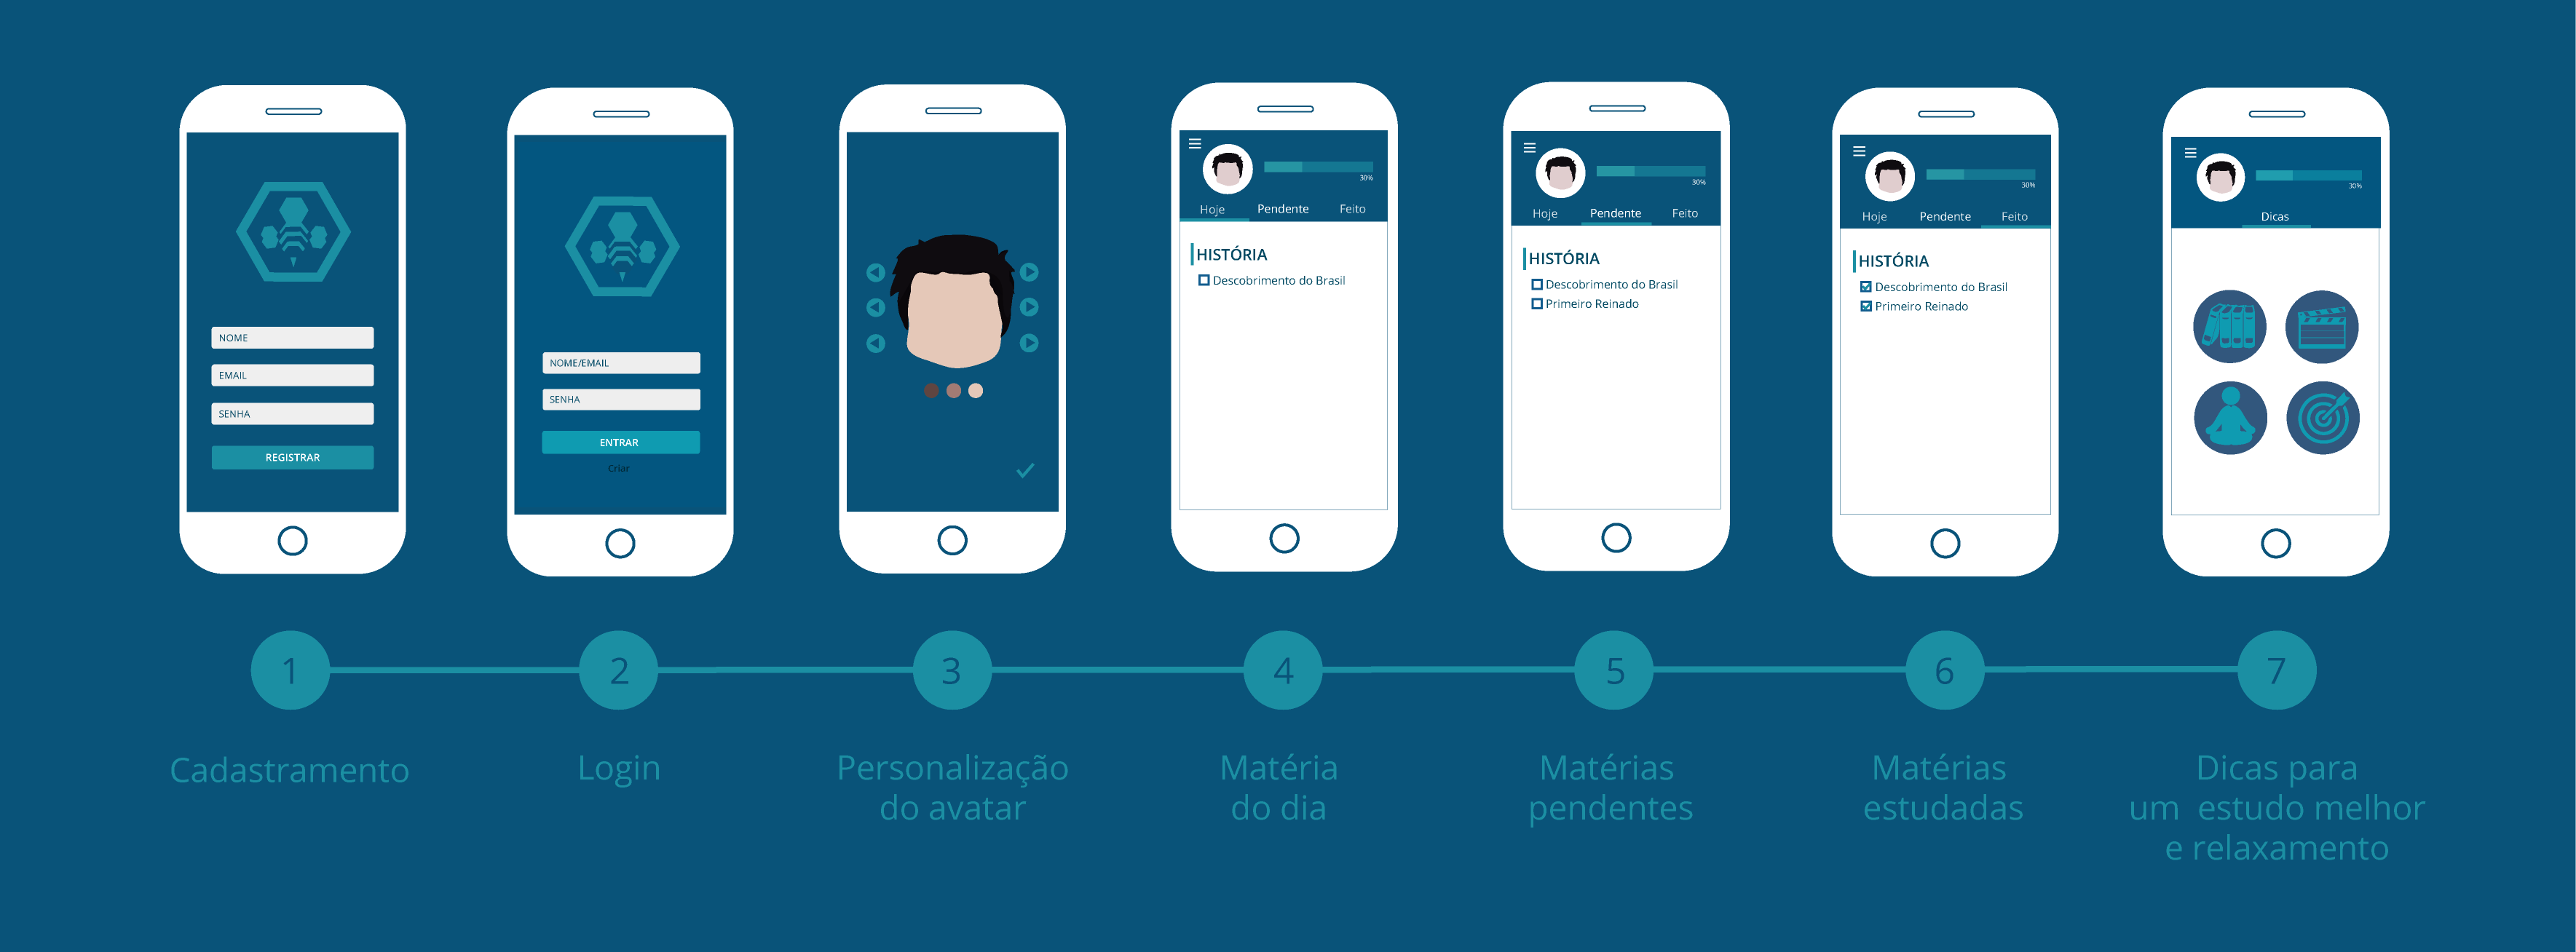 NOME
EMAIL
SENHA
REGISTRAR
NOME/EMAIL
SENHA
ENTRAR
Criar
30%
Hoje Pendente Feito
HISTÓRIA
Descobrimento do Brasil
30%
Hoje Pendente Feito
HISTÓRIA
Descobrimento do Brasil
Primeiro Reinado
30%
Hoje Pendente Feito
HISTÓRIA
Descobrimento do Brasil
Primeiro Reinado
30%
Dicas
1
2
3
4
5
6
7
Cadastramento
Login
Personalização
do avatar
Matéria
do dia
Matérias
pendentes
Matérias
estudadas
Dicas para
um estudo melhor
e relaxamento